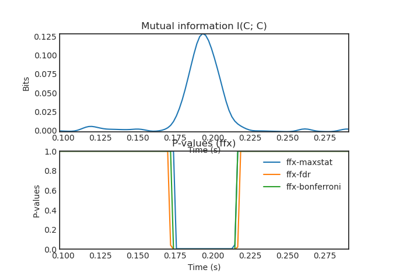 Mutual information I(C; C)
0.125
0.100
0.075
0.050
0.025
0.000
Bits
0.100 0.125 0.150 0.175 0.200 0.225 0.250 0.275
Time (s)
P-values (ffx)
1.0
0.8
0.6
0.4
0.2
0.0
P-values
ffx-maxstat
ffx-fdr
ffx-bonferroni
0.100 0.125 0.150 0.175 0.200 0.225 0.250 0.275
Time (s)